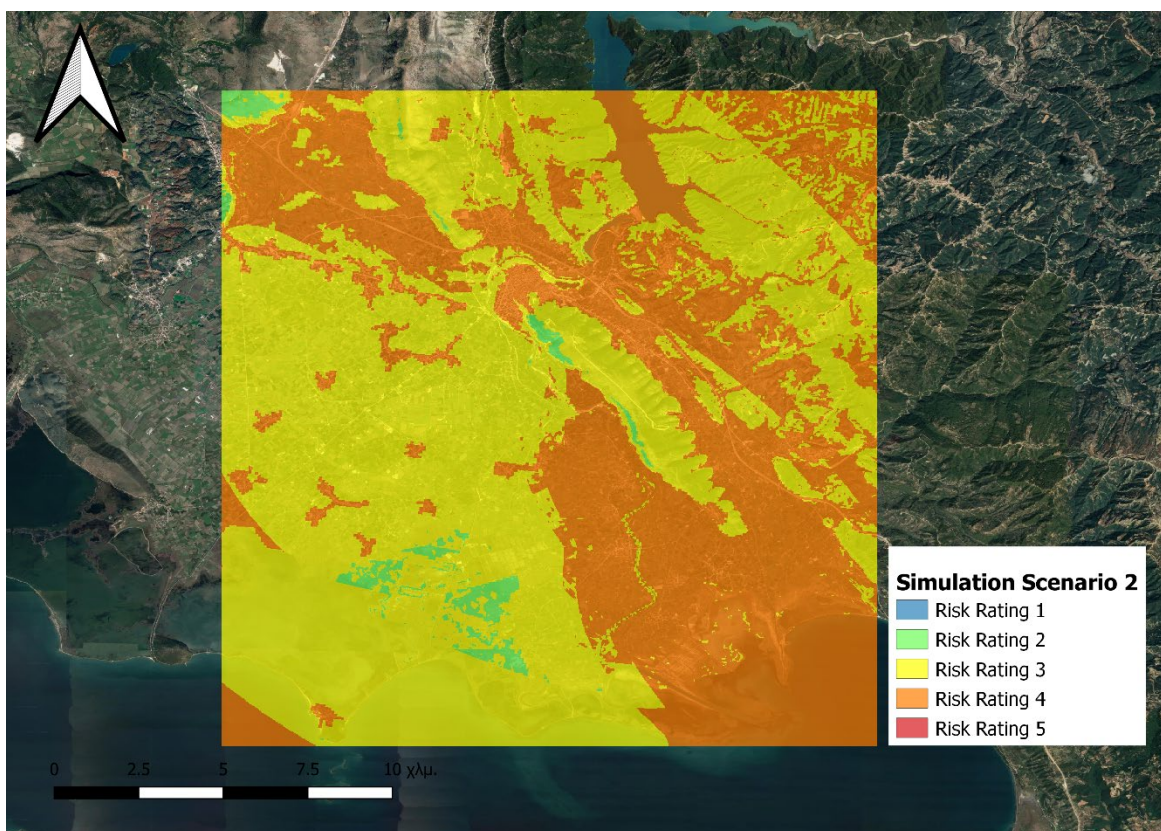 Simulation Scenario 2
Risk Rating 1
Risk Rating 2
Risk Rating 3
Risk Rating 4
Risk Rating 5
0 2.5 5 7.5 10 χλμ.